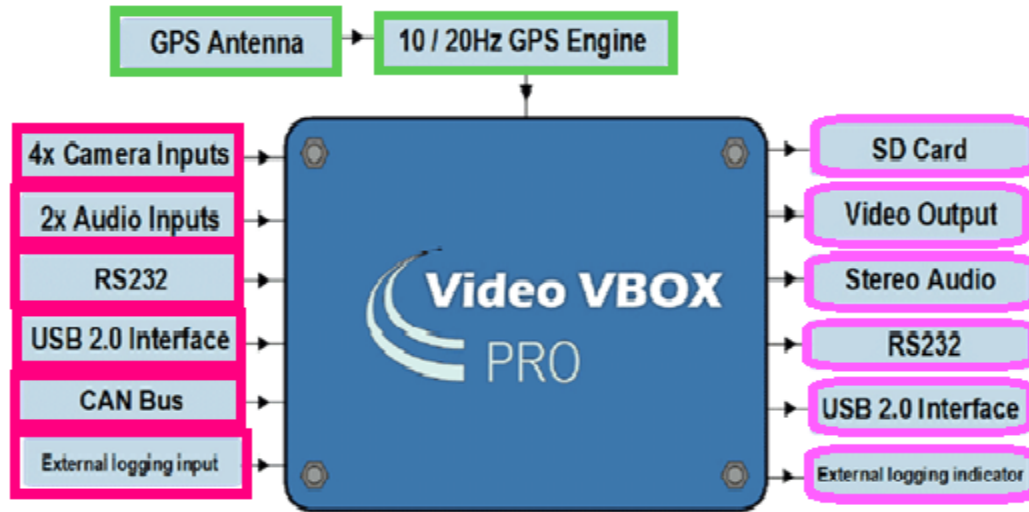 GPS Antenna
10 / 20Hz GPS Engine
4x Camera Inputs
2x Audio Inputs
RS232
USB 2.0 Interface
CAN Bus
External logging input
Video VBOX
PRO
SD Card
Video Output
Stereo Audio
RS232
USB 2.0 Interface
External logging indicator